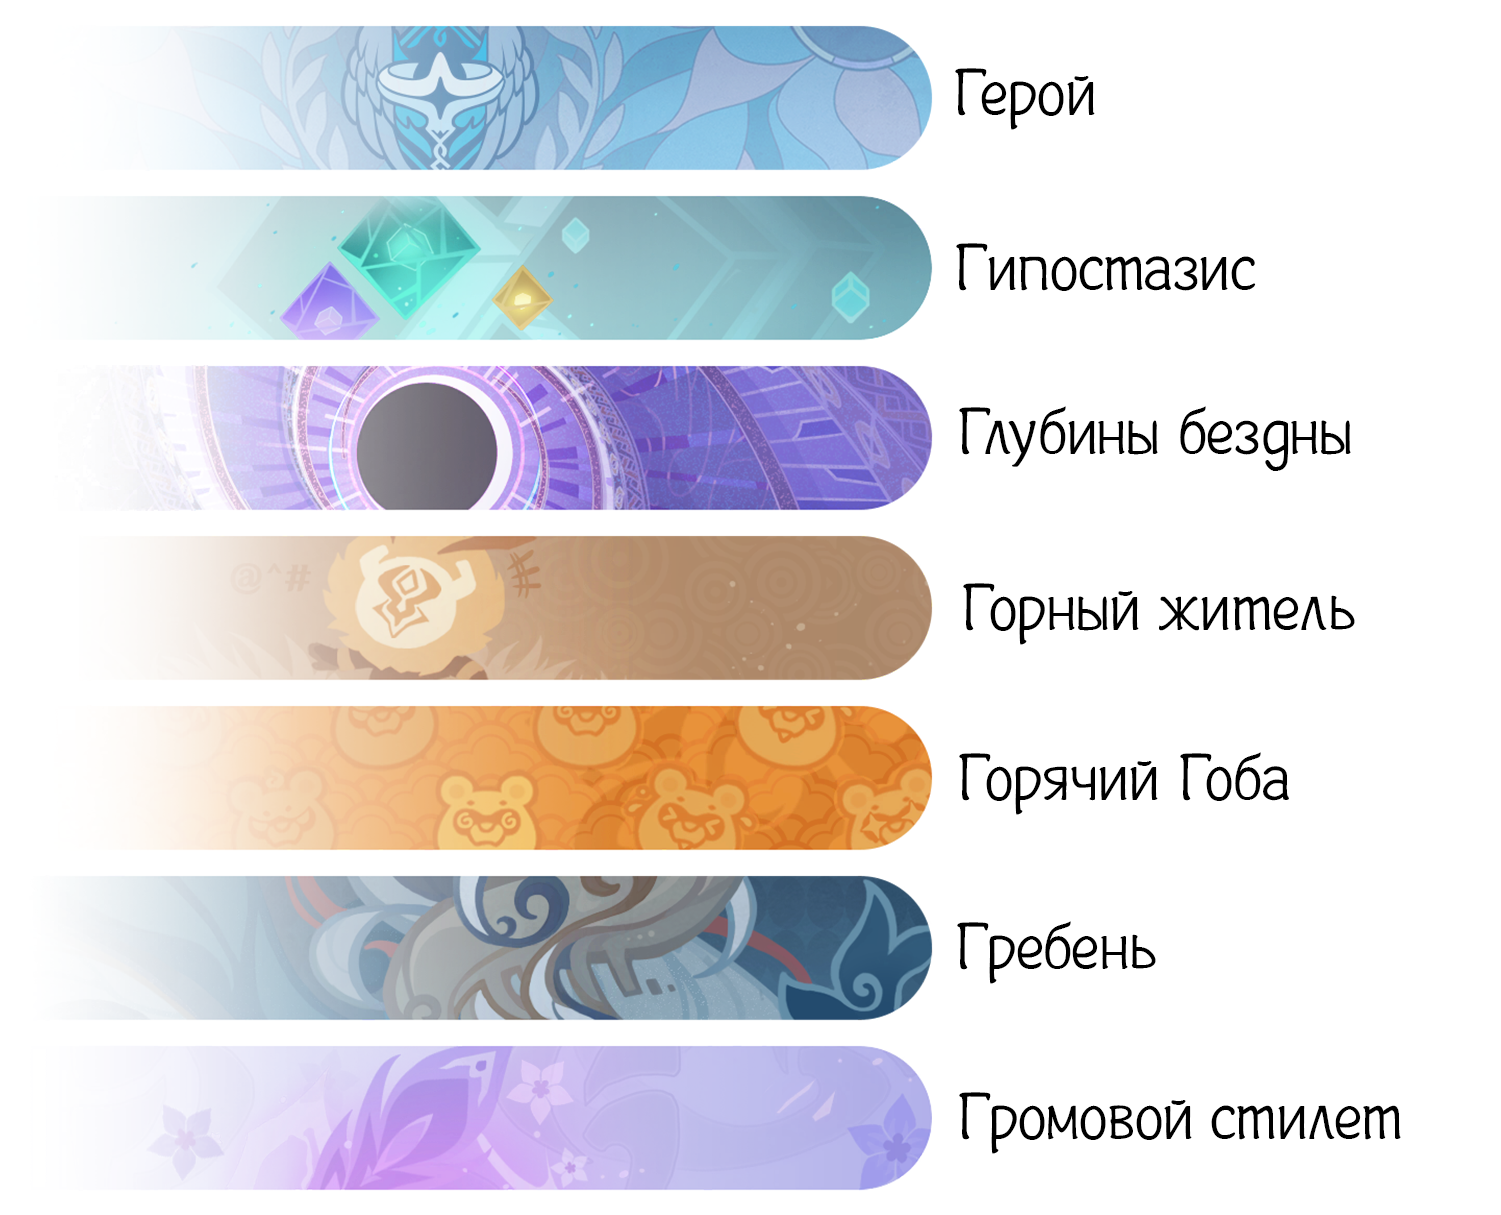 Герой
Гипостазис
Глубины бездны
@^#
#
Горный житель
Горячий Гоба
Гребень
Громовой стилет